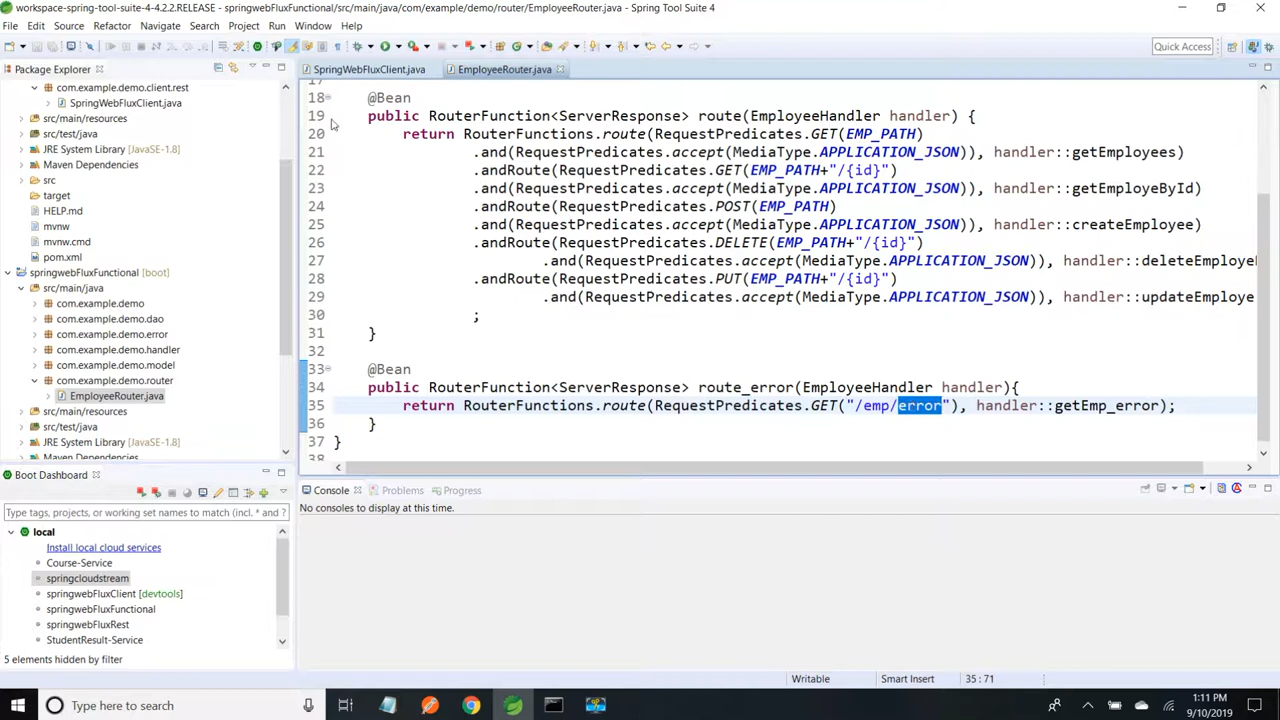 workspace-spring-tool-suite-4-4.2.2.RELEASE - springwebFluxFunctional/src/main/java/com/example/demo/router/EmployeeRouter.java - Spring Tool Suite 4
File Edit Source Refactor Navigate Search Project Run Window Help
Quick Access
Package Explorer
com.example.demo.client.rest
SpringWebFluxClient.java
src/main/resources
src/test/java
JRE System Library [JavaSE-1.8]
Maven Dependencies
src
target
HELP.md
mvnw
mvnw.cmd
pom.xml
springwebFluxFunctional [boot]
src/main/java
com.example.demo
com.example.demo.dao
com.example.demo.error
com.example.demo.handler
com.example.demo.model
com.example.demo.router
EmployeeRouter.java
src/main/resources
src/test/java
JRE System Library [JavaSE-1.8]
Maven Dependencies
SpringWebFluxClient.java EmployeeRouter.java
17
18 @Bean
19 public RouterFunction<ServerResponse> route(EmployeeHandler handler) {
20 return RouterFunctions.route(RequestPredicates.GET(EMP_PATH)
21 .and(RequestPredicates.accept(MediaType.APPLICATION_JSON)), handler::getEmployees)
22 .andRoute(RequestPredicates.GET(EMP_PATH+"/{id}")
23 .and(RequestPredicates.accept(MediaType.APPLICATION_JSON)), handler::getEmployeById)
24 .andRoute(RequestPredicates.POST(EMP_PATH)
25 .and(RequestPredicates.accept(MediaType.APPLICATION_JSON)), handler::createEmployee)
26 .andRoute(RequestPredicates.DELETE(EMP_PATH+"/{id}")
27 .and(RequestPredicates.accept(MediaType.APPLICATION_JSON)), handler::deleteEmploye
28 .andRoute(RequestPredicates.PUT(EMP_PATH+"/{id}")
29 .and(RequestPredicates.accept(MediaType.APPLICATION_JSON)), handler::updateEmploye
30 ;
31 }
32
33 @Bean
34 public RouterFunction<ServerResponse> route_error(EmployeeHandler handler){
35 return RouterFunctions.route(RequestPredicates.GET("/emp/error"), handler::getEmp_error);
36 }
37 }
38
Boot Dashboard
Type tags, projects, or working set names to match (incl. * and ?
local
Install local cloud services
Course-Service
springcloudstream
springwebFluxClient [devtools]
springwebFluxFunctional
springwebFluxRest
StudentResult-Service
5 elements hidden by filter
Console Problems Progress
No consoles to display at this time.
Writable Smart Insert 35 : 71
Type here to search
1:11 PM
9/10/2019